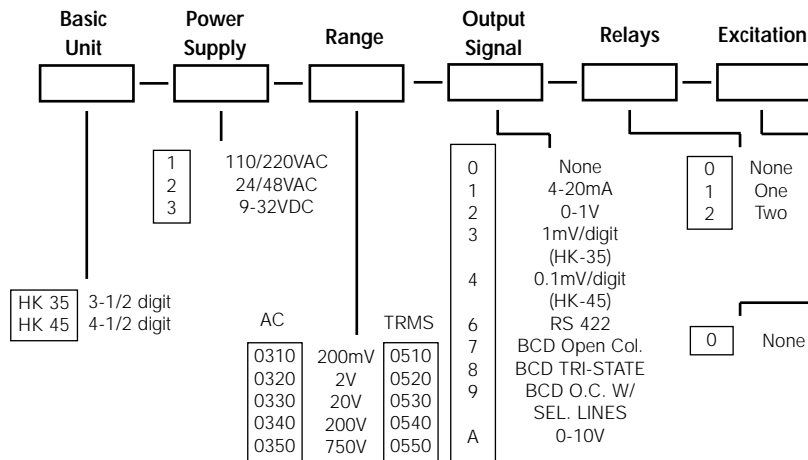 Basic Unit
Power Supply
Range
Output Signal
Relays
Excitation
1 110/220VAC
2 24/48VAC
3 9-32VDC
0 None
1 4-20mA
2 0-1V
3 1mV/digit
(HK-35)
4 0.1mV/digit
(HK-45)
6 RS 422
7 BCD Open Col.
8 BCD TRI-STATE
9 BCD O.C. W/
SEL. LINES
A 0-10V
0 None
1 One
2 Two
HK 35 3-1/2 digit
HK 45 4-1/2 digit
AC TRMS
0310 200mV 0510
0320 2V 0520
0330 20V 0530
0340 200V 0540
0350 750V 0550
0 None